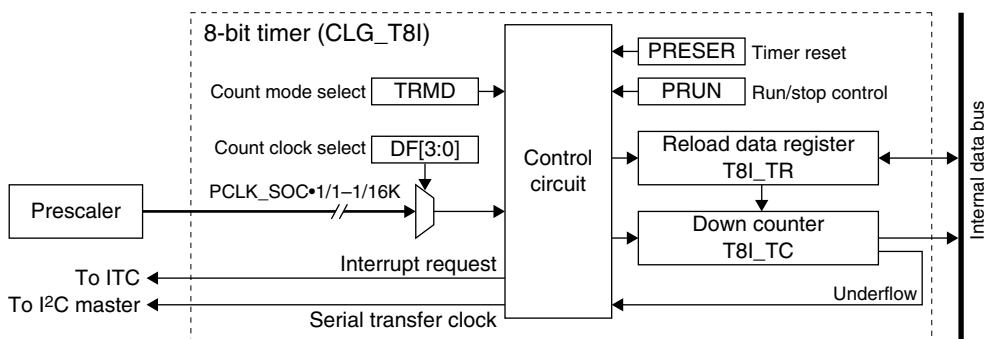 8-bit timer (CLG_T8I)
PRESER Timer reset
Count mode select TRMD
PRUN Run/stop control
Count clock select DF[3:0]
Control
circuit
Reload data register
T8I_TR
PCLK_SOC•1/1–1/16K
Prescaler
Down counter
T8I_TC
Interrupt request
To ITC
Underflow
To I²C master
Serial transfer clock
Internal data bus